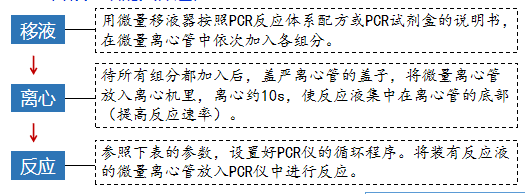 移液
用微量移液器按照PCR反应体系配方或PCR试剂盒的说明书,
在微量离心管中依次加入各组分。
离心
待所有组分都加入后,盖严离心管的盖子,将微量离心管
放入离心机里,离心约10s,使反应液集中在离心管的底部
(提高反应速率)。
反应
参照下表的参数,设置好PCR仪的循环程序。将装有反应液
的微量离心管放入PCR仪中进行反应。